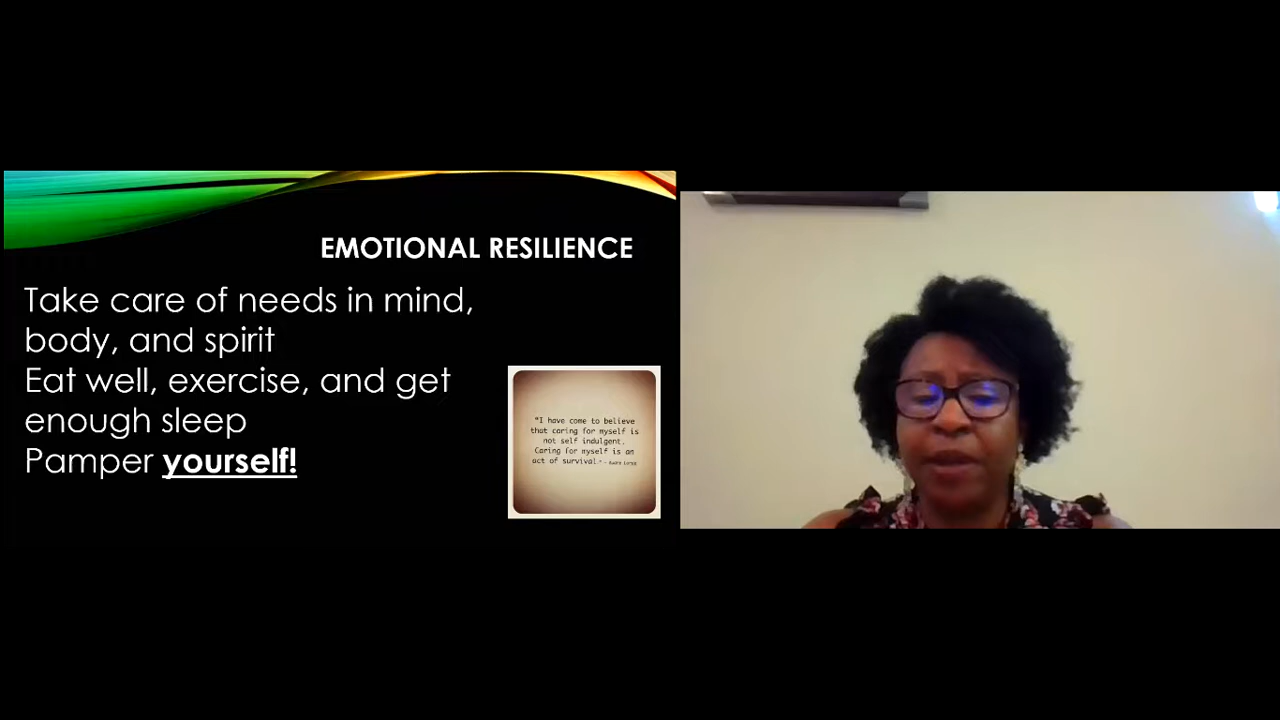 EMOTIONAL RESILIENCE
Take care of needs in mind,
body, and spirit
Eat well, exercise, and get
enough sleep
Pamper yourself!
"I have come to believe
that caring for myself is
not self indulgent.
Caring for myself is an
act of survival." - Audre Lorde